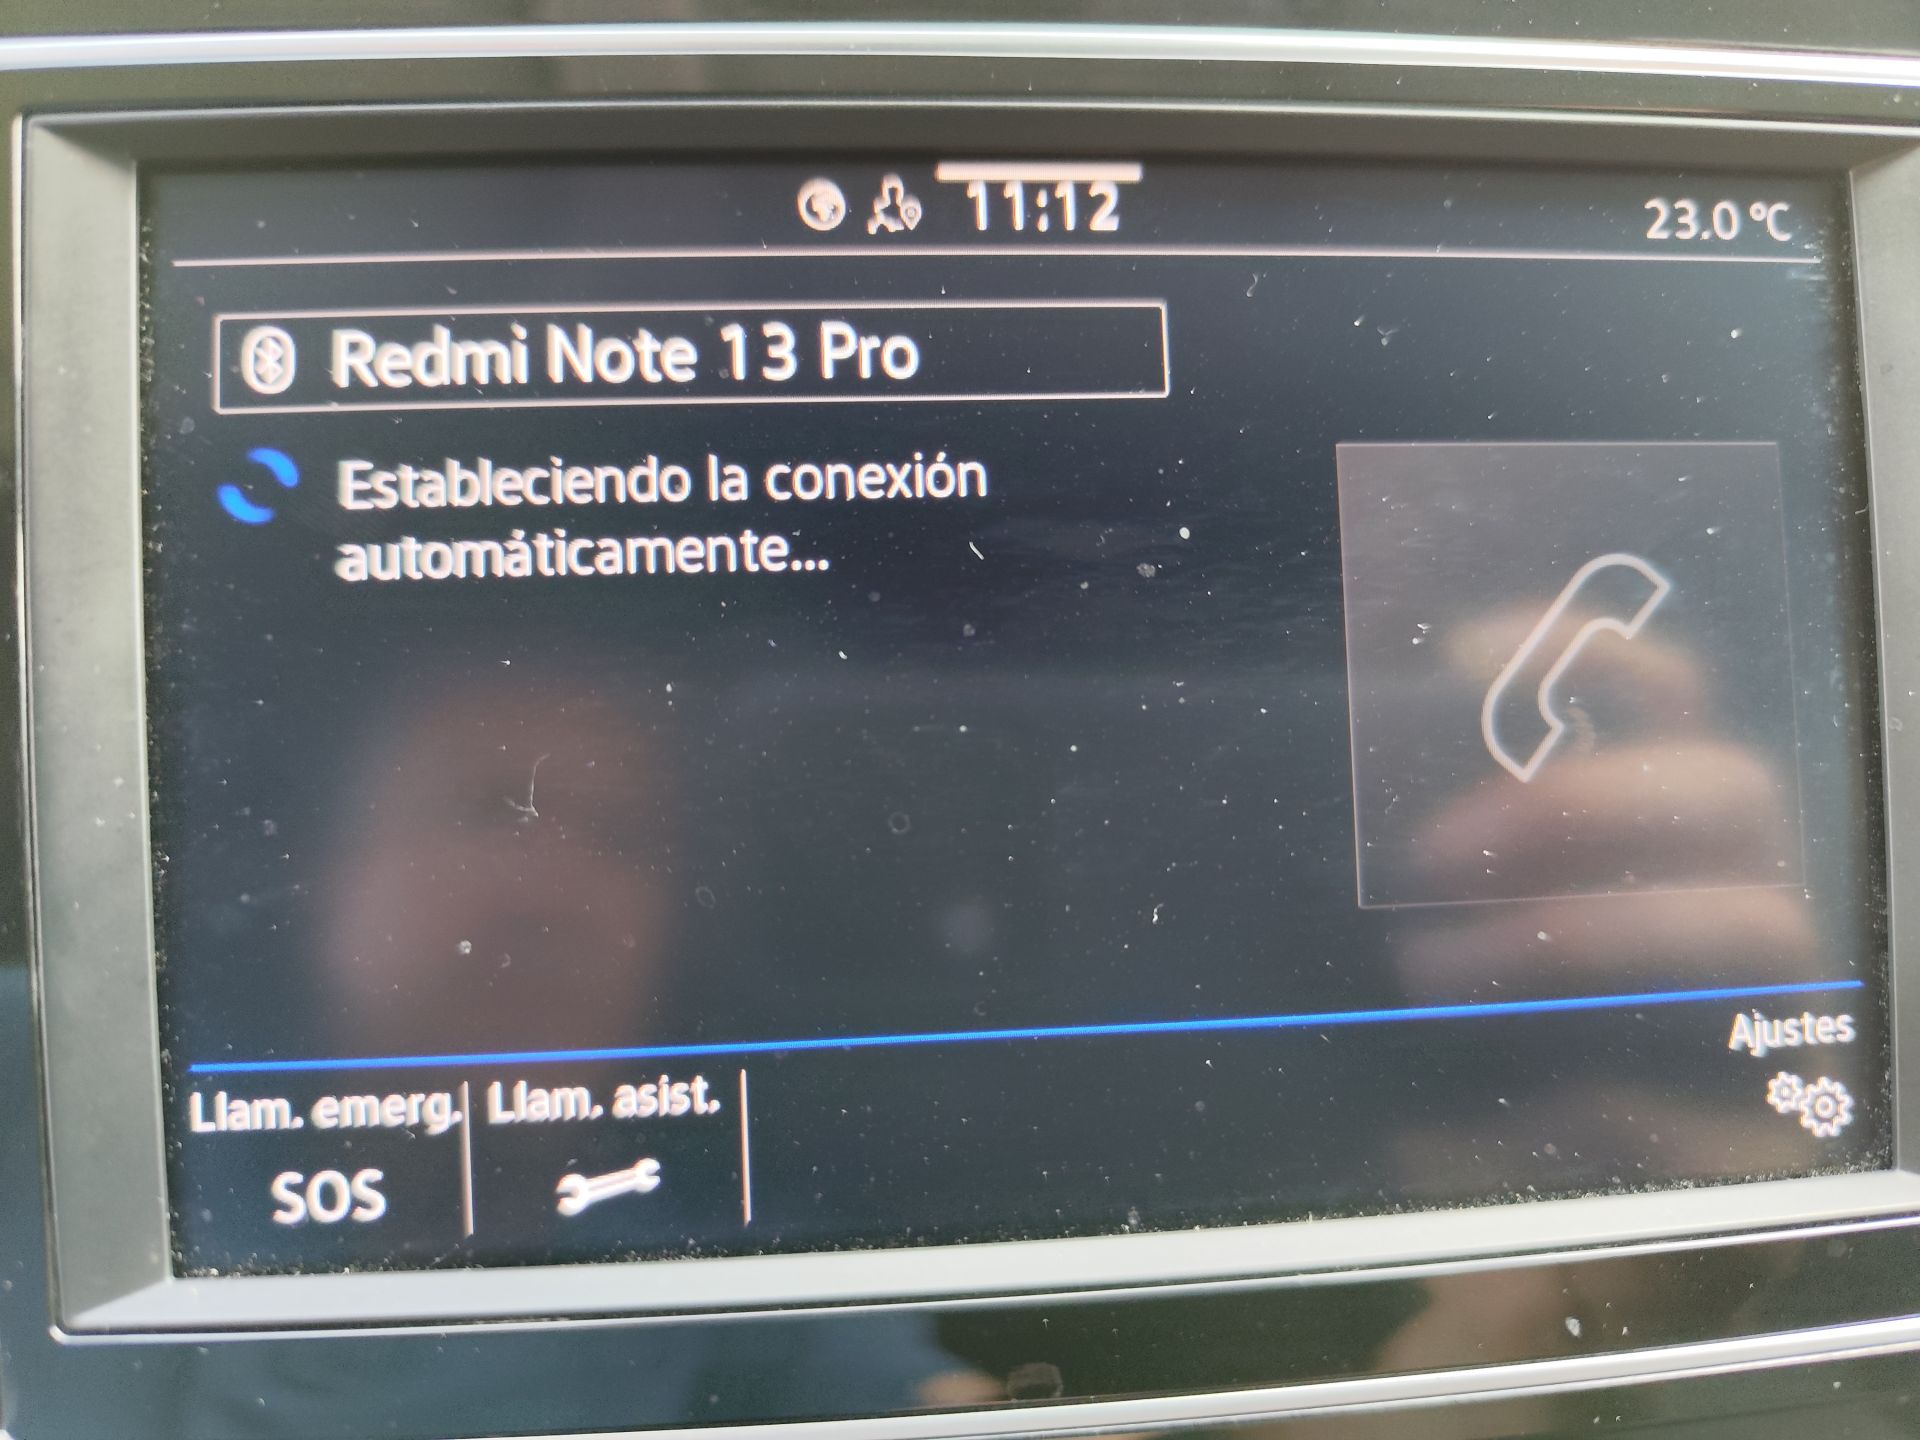 11:12
23.0 °C
Redmi Note 13 Pro
Estableciendo la conexión
automáticamente...
Ajustes
Llam. emerg.
Llam. asist.
SOS